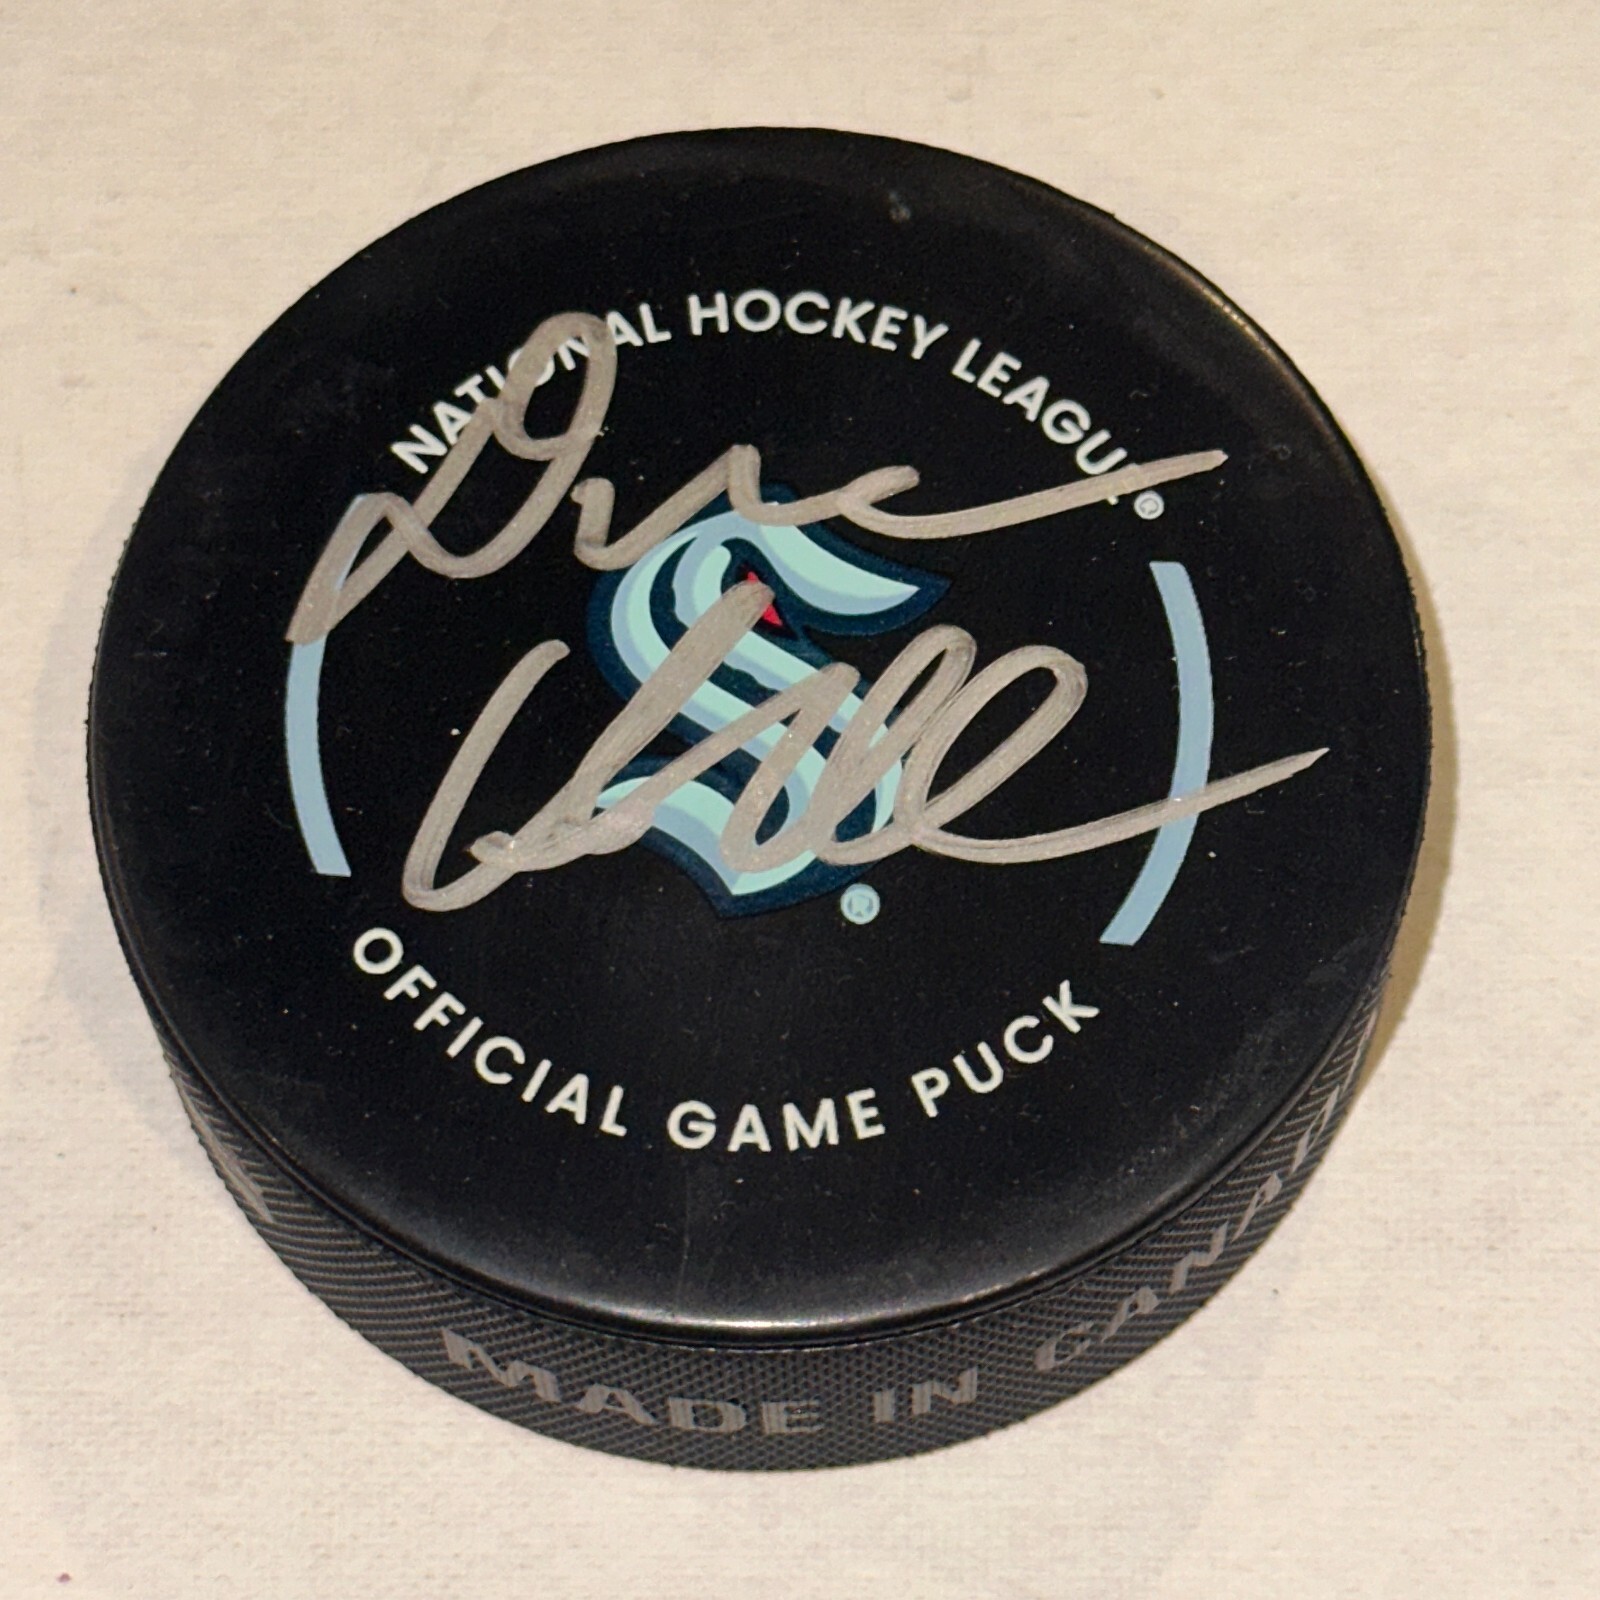 NATIONAL HOCKEY LEAGUE®
®
OFFICIAL GAME PUCK
MADE IN CANADA